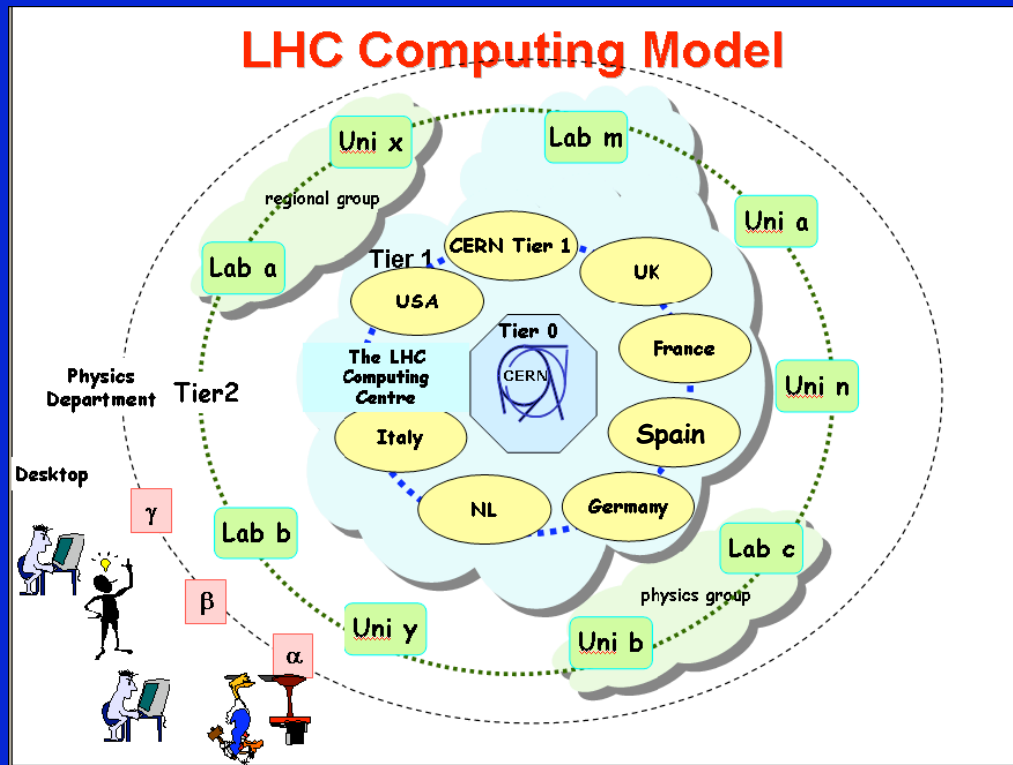 LHC Computing Model
Uni x
Lab m
regional group
Uni a
CERN Tier 1
Tier 1
UK
Lab a
USA
Tier 0
CERN
France
The LHC
Computing
Centre
Physics
Department
Tier2
Uni n
Italy
Spain
Desktop
γ
NL
Germany
Lab b
Lab c
physics group
β
Uni y
Uni b
α